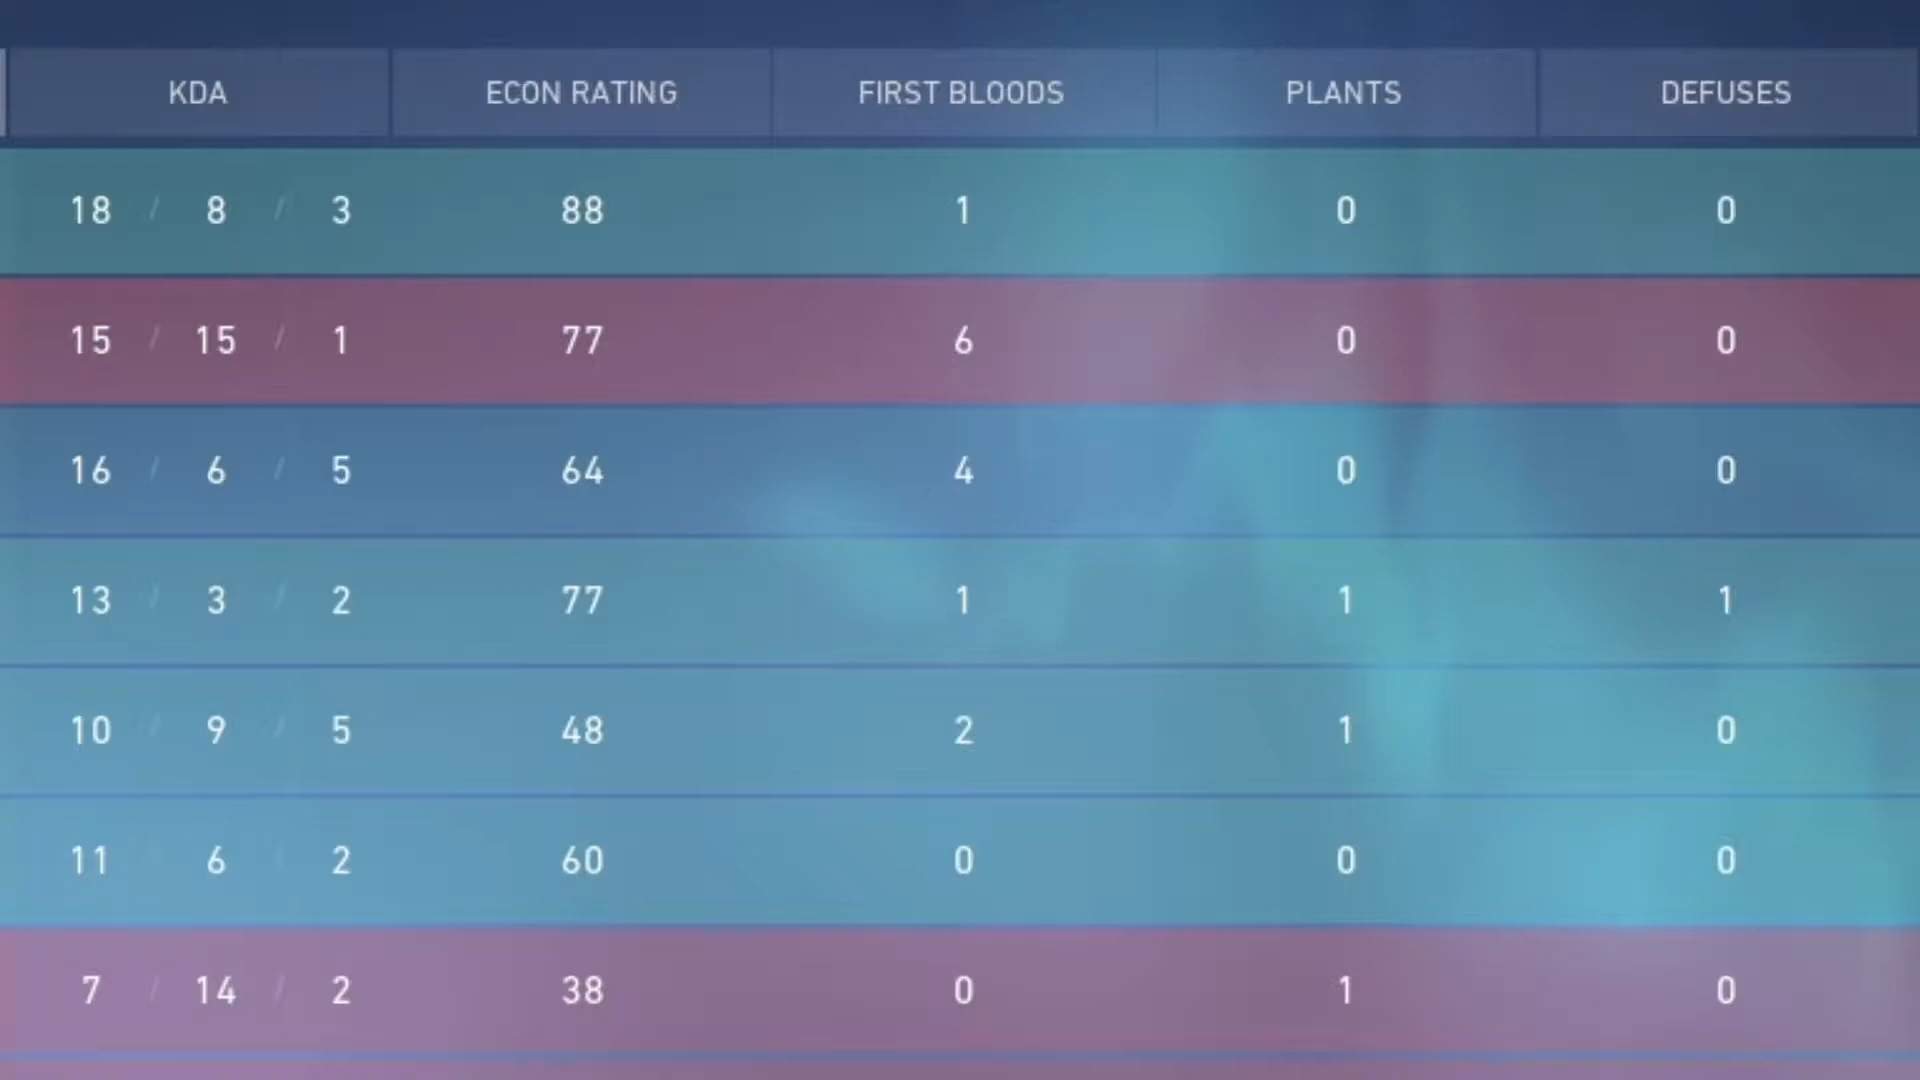 KDA ECON RATING FIRST BLOODS PLANTS DEFUSES
18 / 8 / 3 88 1 0 0
15 / 15 / 1 77 6 0 0
16 / 6 / 5 64 4 0 0
13 / 3 / 2 77 1 1 1
10 / 9 / 5 48 2 1 0
11 / 6 / 2 60 0 0 0
7 / 14 / 2 38 0 1 0